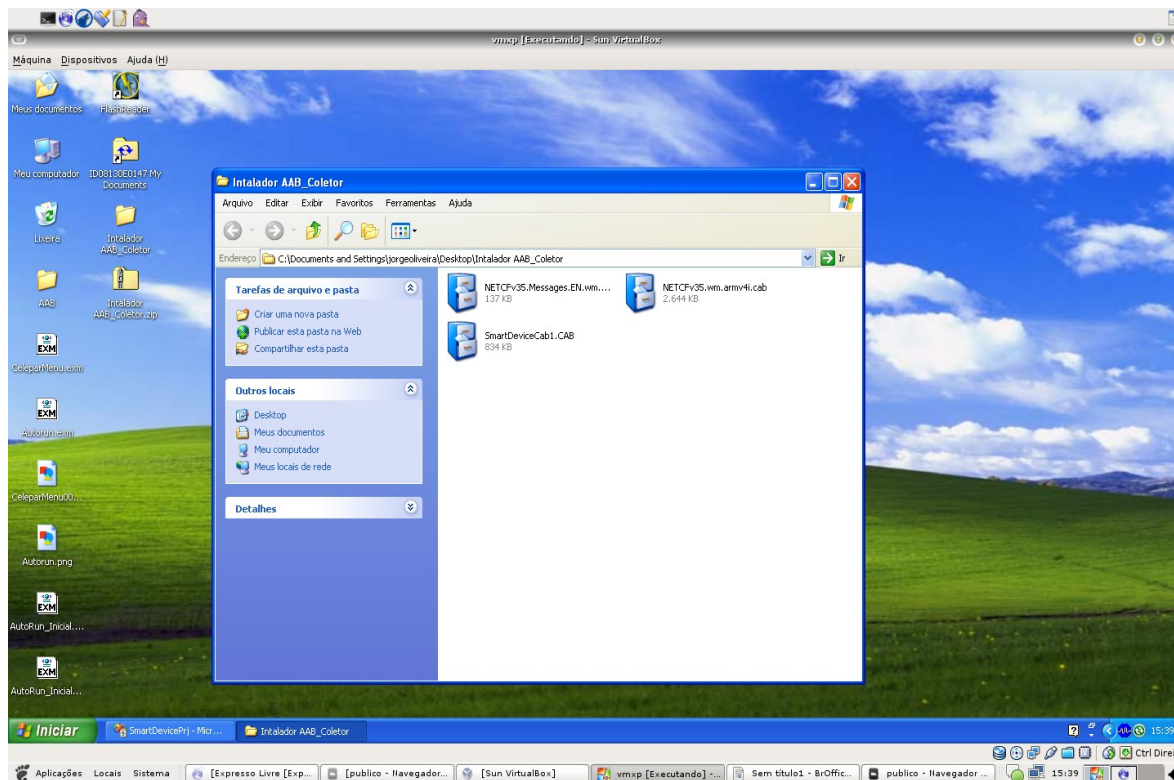 vmxp [Executando] - Sun VirtualBox
Máquina Dispositivos Ajuda (H)
Meus documentos
FlashReader
Meu computador
ID08130E0147 My Documents
Lixeira
Intalador AAB_Coletor
AAB
Intalador AAB_Coletor.zip
EXM
CeleparMenu.exm
EXM
Autorun.exm
CeleparMenu00...
Autorun.png
EXM
AutoRun_Inicial....
EXM
AutoRun_Inicial...
Intalador AAB_Coletor
Arquivo Editar Exibir Favoritos Ferramentas Ajuda
Endereço C:\Documents and Settings\jorgeoliveira\Desktop\Intalador AAB_Coletor Ir
Tarefas de arquivo e pasta
Criar uma nova pasta
Publicar esta pasta na Web
Compartilhar esta pasta
Outros locais
Desktop
Meus documentos
Meu computador
Meus locais de rede
Detalhes
NETCFv35.Messages.EN.wm....
137 KB
NETCFv35.wm.armv4i.cab
2.644 KB
SmartDeviceCab1.CAB
834 KB
Iniciar SmartDevicePrj - Micr... Intalador AAB_Coletor 15:39
Ctrl Direi
Aplicações Locais Sistema [Expresso Livre [Exp... [publico - Navegador... [Sun VirtualBox] vmxp [Executando] -... Sem título1 - BrOffic... publico - Navegador ... 15:39